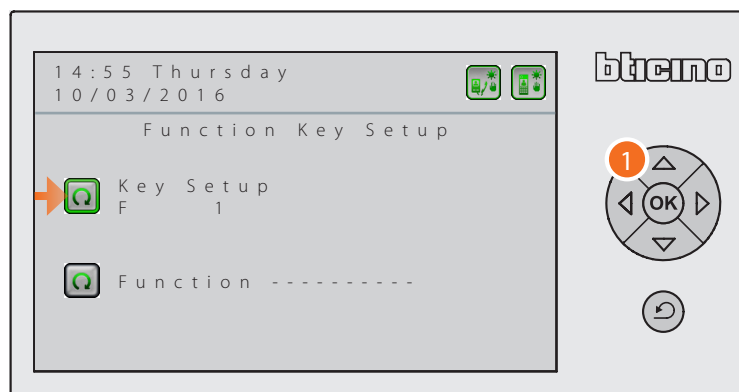 14:55 Thursday
10/03/2016
bticino
Function Key Setup
1
Key Setup
F 1
OK
Function ----------